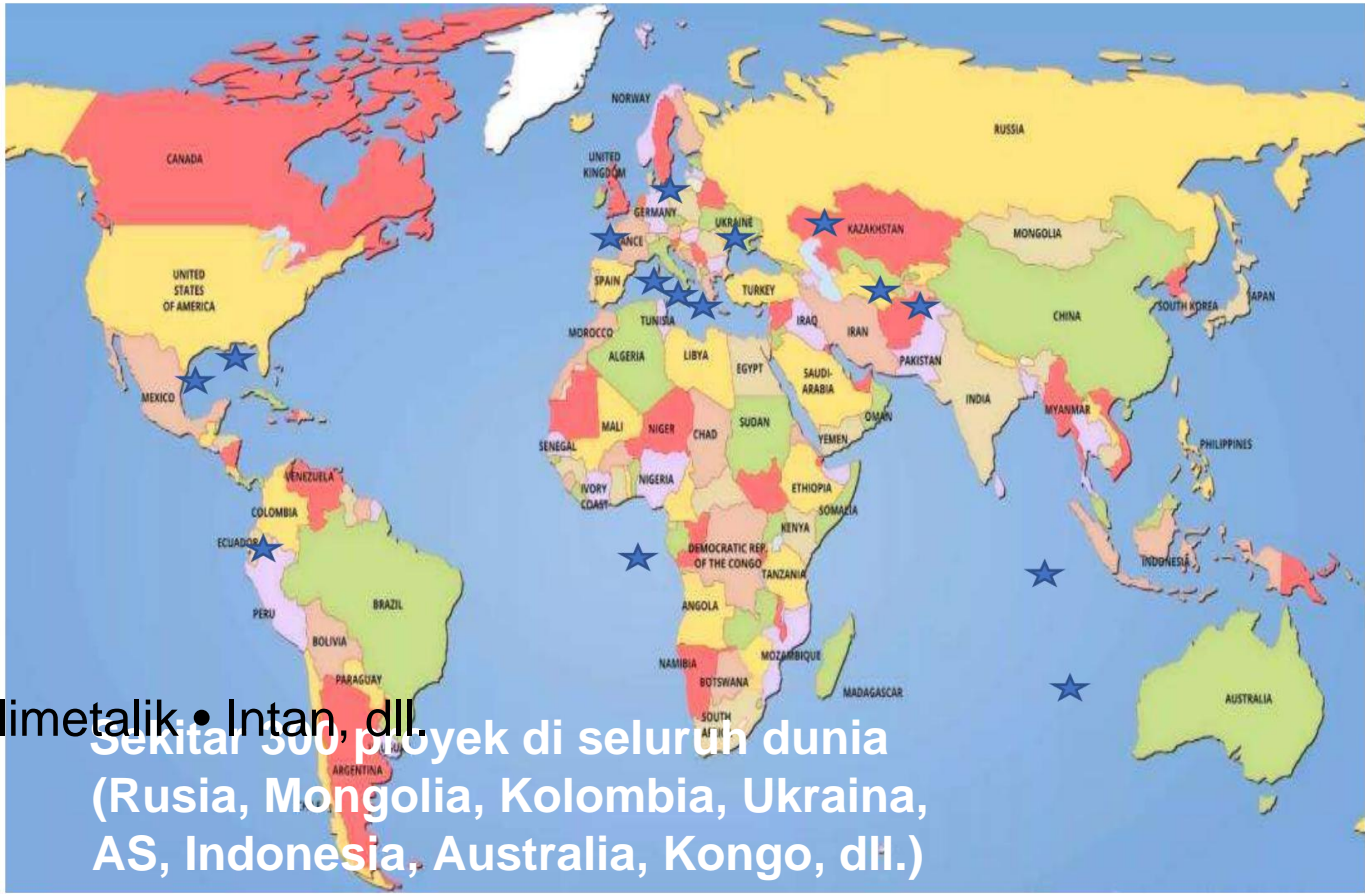 NORWAY
RUSSIA
CANADA
UNITED
KINGDOM
GERMANY
UKRAINE
KAZAKHSTAN
MONGOLIA
ANCE
UNITED
STATES
OF AMERICA
SPAIN
TURKEY
SOUTH KOREA
JAPAN
CHINA
TUNISIA
IRAQ
IRAN
MOROCCO
ALGERIA
LIBYA
EGYPT
PAKISTAN
SAUDI-
ARABIA
MEXICO
INDIA
MYANMAR
OMAN
MALI
NIGER
CHAD
SUDAN
YEMEN
PHILIPPINES
SENEGAL
VENEZUELA
NIGERIA
IVORY
COAST
ETHIOPIA
SOMALIA
COLOMBIA
KENYA
ECUADOR
DEMOCRATIC REP.
OF THE CONGO
INDONESIA
TANZANIA
BRAZIL
ANGOLA
PERU
BOLIVIA
MOZAMBIQUE
NAMIBIA
BOTSWANA
MADAGASCAR
PARAGUAY
AUSTRALIA
SOUTH
limetalik • Intan, dll.
Sekitar 300 proyek di seluruh dunia
ARGENTINA
(Rusia, Mongolia, Kolombia, Ukraina,
AS, Indonesia, Australia, Kongo, dll.)